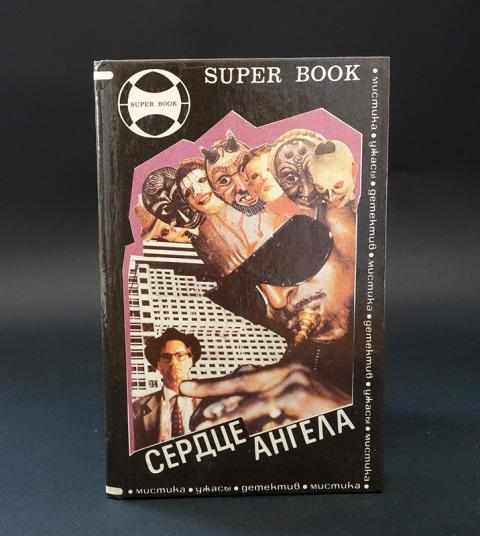 SUPER BOOK
SUPER BOOK
• мистика • ужасы • детектив • мистика • детектив • ужасы • мистика •
СЕРДЦЕ АНГЕЛА
• мистика • ужасы • детектив • мистика •